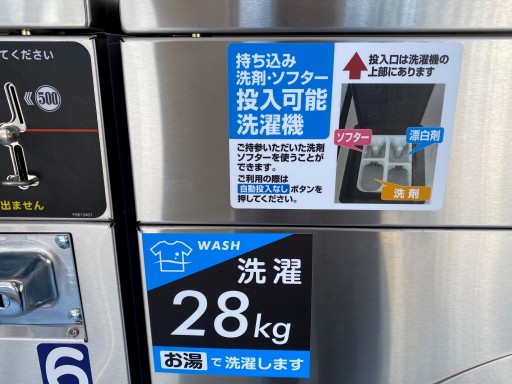 てください
500
出ません
6
持ち込み
洗剤・ソフター
投入可能
洗濯機
ご持参いただいた洗剤
ソフターを使うことが
できます。
ご利用の際は
自動投入なし ボタンを
押してください。
投入口は洗濯機の
上部にあります
ソフター
漂白剤
洗剤
WASH
洗濯
28kg
お湯で洗濯します